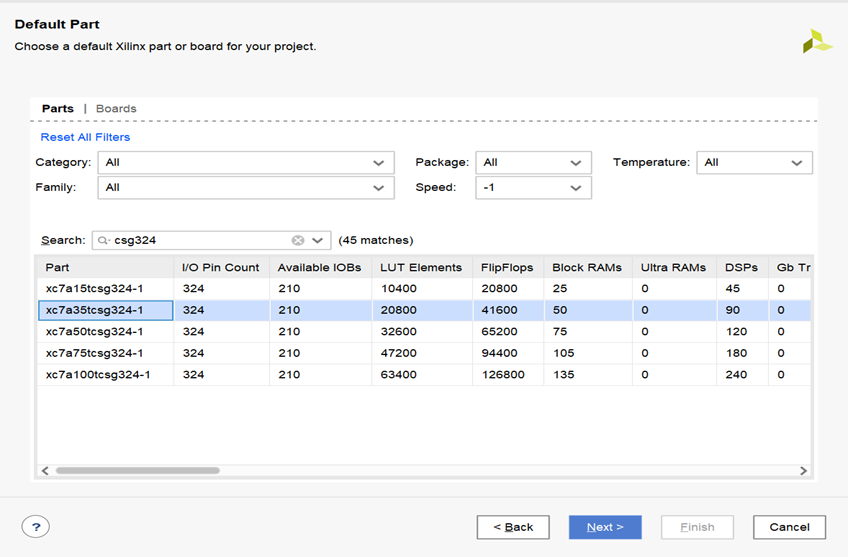 Default Part
Choose a default Xilinx part or board for your project.
Parts | Boards
Reset All Filters
Category: All Package: All Temperature: All
Family: All Speed: -1
Search: csg324 (45 matches)
Part I/O Pin Count Available IOBs LUT Elements FlipFlops Block RAMs Ultra RAMs DSPs Gb Tr
xc7a15tcsg324-1 324 210 10400 20800 25 0 45 0
xc7a35tcsg324-1 324 210 20800 41600 50 0 90 0
xc7a50tcsg324-1 324 210 32600 65200 75 0 120 0
xc7a75tcsg324-1 324 210 47200 94400 105 0 180 0
xc7a100tcsg324-1 324 210 63400 126800 135 0 240 0
? < Back Next > Finish Cancel